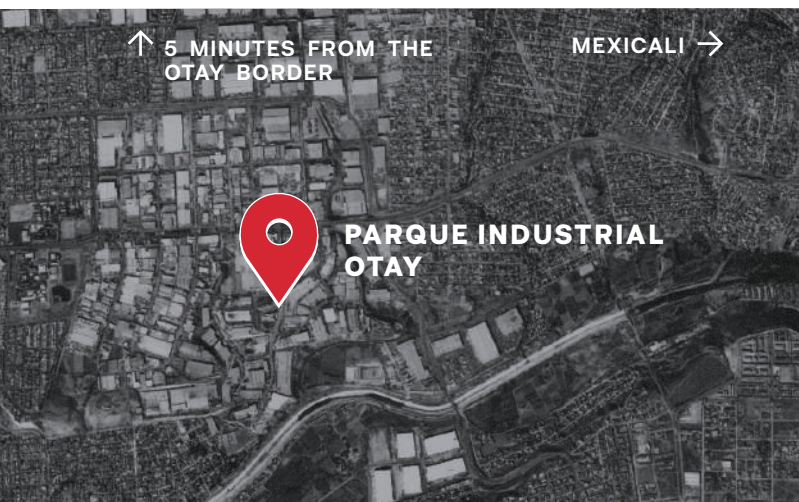 ↑ 5 MINUTES FROM THE
OTAY BORDER
MEXICALI →
PARQUE INDUSTRIAL
OTAY